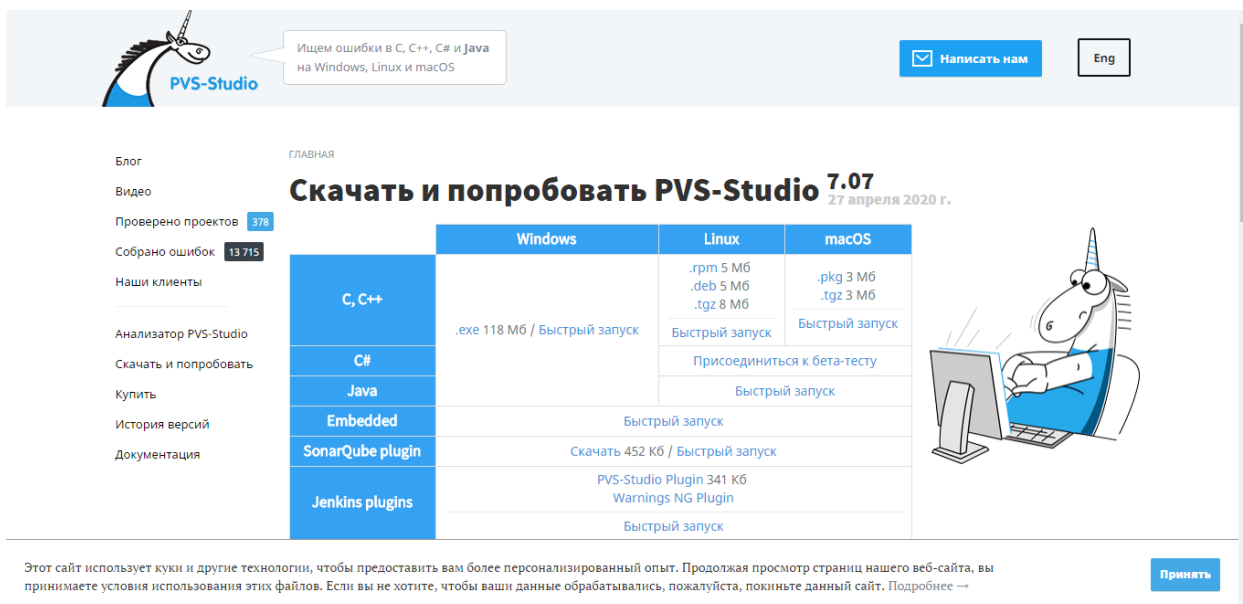 PVS-Studio
Ищем ошибки в C, C++, C# и Java
на Windows, Linux и macOS
Написать нам
Eng
Блог
Видео
Проверено проектов 378
Собрано ошибок 13 715
Наши клиенты
Анализатор PVS-Studio
Скачать и попробовать
Купить
История версий
Документация
ГЛАВНАЯ
Скачать и попробовать PVS-Studio 7.07
27 апреля 2020 г.
Windows Linux macOS
C, C++
.exe 118 Мб / Быстрый запуск
.rpm 5 Мб
.deb 5 Мб
.tgz 8 Мб
Быстрый запуск
.pkg 3 Мб
.tgz 3 Мб
Быстрый запуск
C#
Присоединиться к бета-тесту
Java
Быстрый запуск
Embedded
Быстрый запуск
SonarQube plugin
Скачать 452 Кб / Быстрый запуск
Jenkins plugins
PVS-Studio Plugin 341 Кб
Warnings NG Plugin
Быстрый запуск
Этот сайт использует куки и другие технологии, чтобы предоставить вам более персонализированный опыт. Продолжая просмотр страниц нашего веб-сайта, вы
принимаете условия использования этих файлов. Если вы не хотите, чтобы ваши данные обрабатывались, пожалуйста, покиньте данный сайт. Подробнее →
Принять